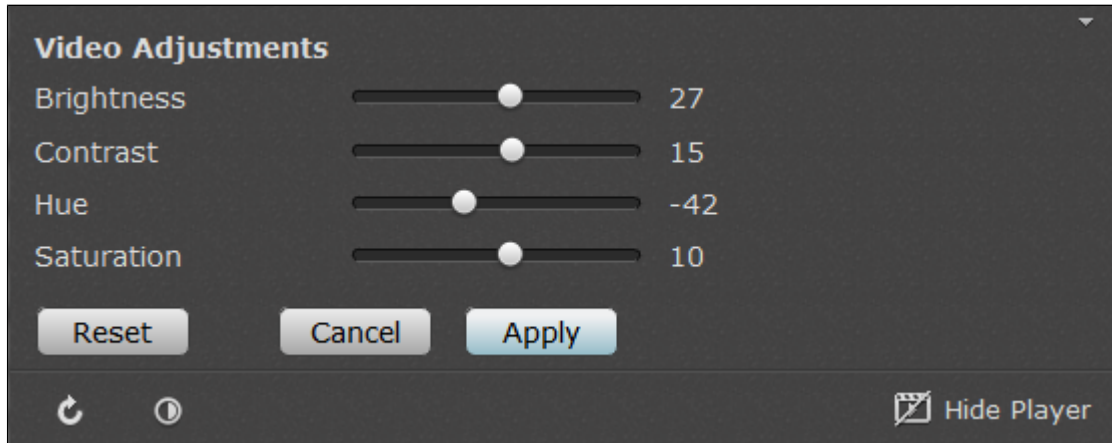 Video Adjustments
Brightness 27
Contrast 15
Hue -42
Saturation 10
Reset Cancel Apply
Hide Player